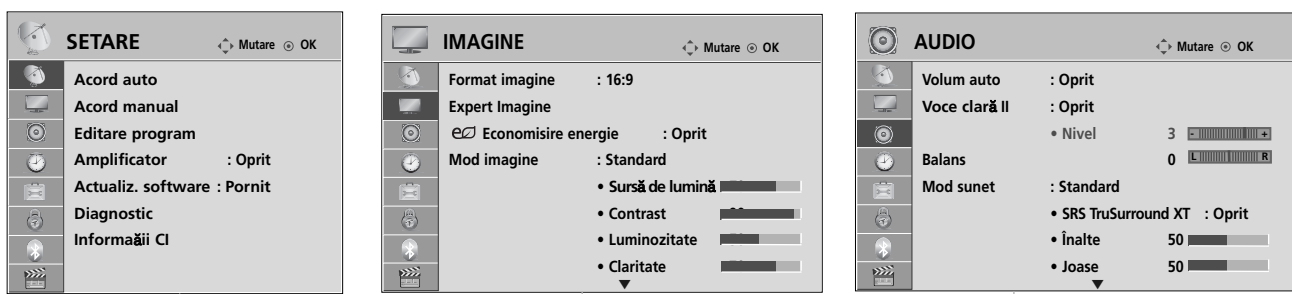 SETARE Mutare OK
Acord auto
Acord manual
Editare program
Amplificator : Oprit
Actualiz. software : Pornit
Diagnostic
Informaăii CI
IMAGINE Mutare OK
Format imagine : 16:9
Expert Imagine
Economisire energie : Oprit
Mod imagine : Standard
• Sursă de lumină
• Contrast
• Luminozitate
• Claritate
AUDIO Mutare OK
Volum auto : Oprit
Voce clară II : Oprit
• Nivel 3 - +
Balans 0 L R
Mod sunet : Standard
• SRS TruSurround XT : Oprit
• Înalte 50
• Joase 50